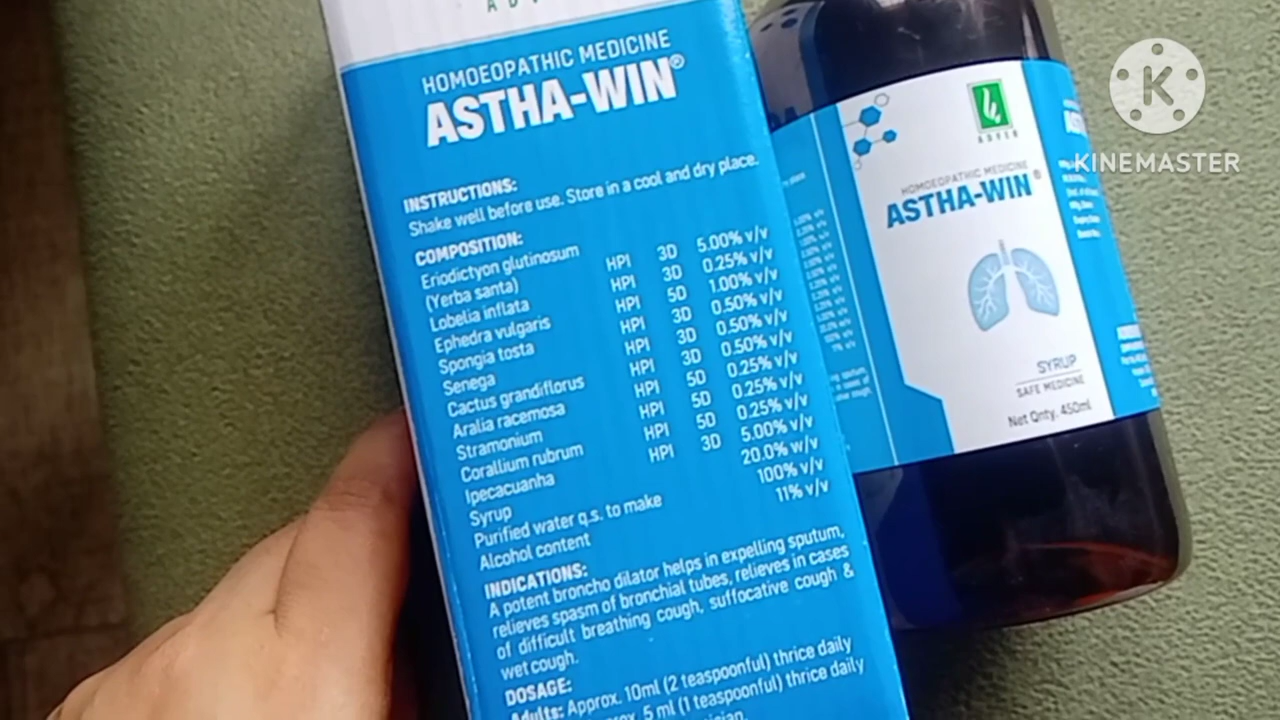 HOMOEOPATHIC MEDICINE
ASTHA-WIN®
INSTRUCTIONS:
Shake well before use. Store in a cool and dry place.
COMPOSITION:
Eriodictyon glutinosum
(Yerba santa) HPI 3D 5.00% v/v
Lobelia inflata HPI 3D 0.25% v/v
Ephedra vulgaris HPI 5D 1.00% v/v
Spongia tosta HPI 3D 0.50% v/v
Senega HPI 3D 0.50% v/v
Cactus grandiflorus HPI 3D 0.50% v/v
Aralia racemosa HPI 5D 0.25% v/v
Stramonium HPI 5D 0.25% v/v
Corallium rubrum HPI 5D 0.25% v/v
Ipecacuanha HPI 3D 5.00% v/v
Syrup 20.0% w/v
Purified water q.s. to make 100% v/v
Alcohol content 11% v/v
INDICATIONS:
A potent broncho dilator helps in expelling sputum,
relieves spasm of bronchial tubes, relieves in cases
of difficult breathing cough, suffocative cough &
wet cough.
DOSAGE:
Adults: Approx. 10ml (2 teaspoonful) thrice daily
5 ml (1 teaspoonful) thrice daily
ADVEN
HOMOEOPATHIC MEDICINE
ASTHA-WIN®
SYRUP
SAFE MEDICINE
Net Qnty. 450ml
K
KINEMASTER